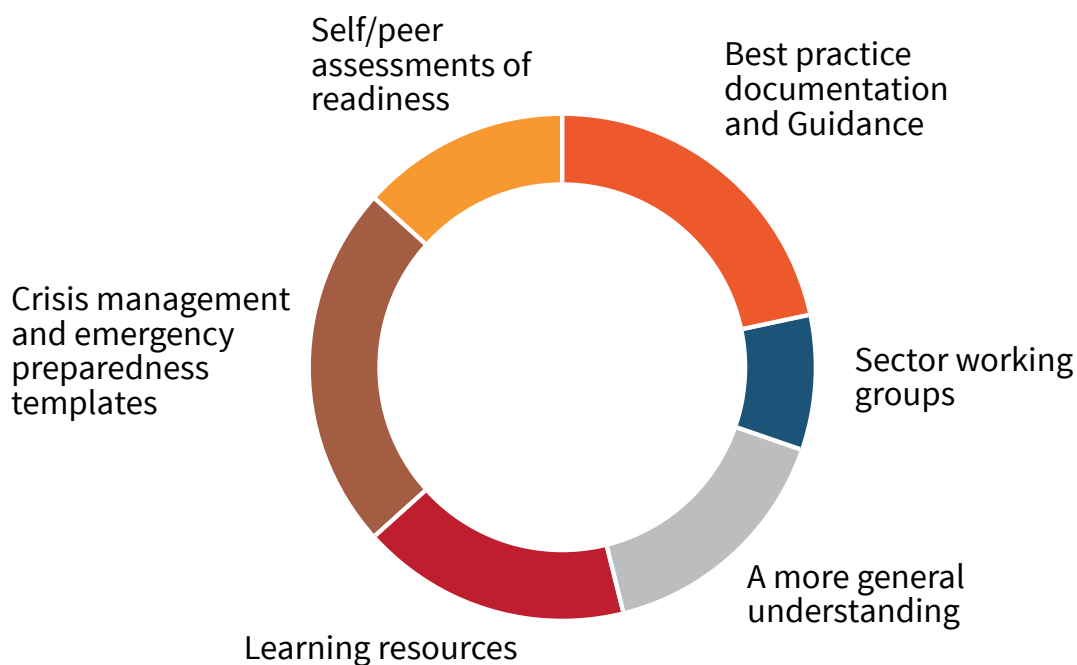 Self/peer
assessments of
readiness
Best practice
documentation
and Guidance
Crisis management
and emergency
preparedness
templates
Sector working
groups
A more general
understanding
Learning resources